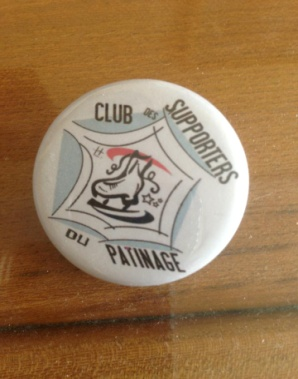 CLUB DES SUPPORTERS
DU PATINAGE